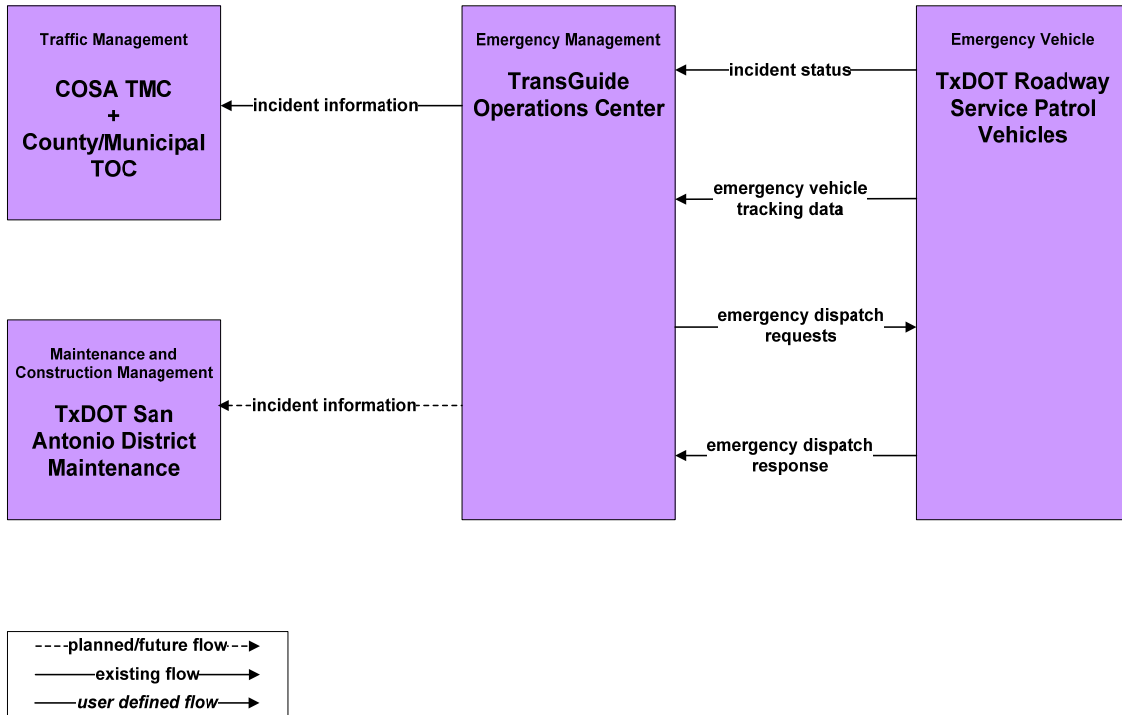 Traffic Management
COSA TMC
+
County/Municipal
TOC
incident information
Emergency Management
TransGuide
Operations Center
incident status
emergency vehicle
tracking data
emergency dispatch
requests
emergency dispatch
response
Emergency Vehicle
TxDOT Roadway
Service Patrol
Vehicles
Maintenance and
Construction Management
TxDOT San
Antonio District
Maintenance
incident information
planned/future flow
existing flow
user defined flow